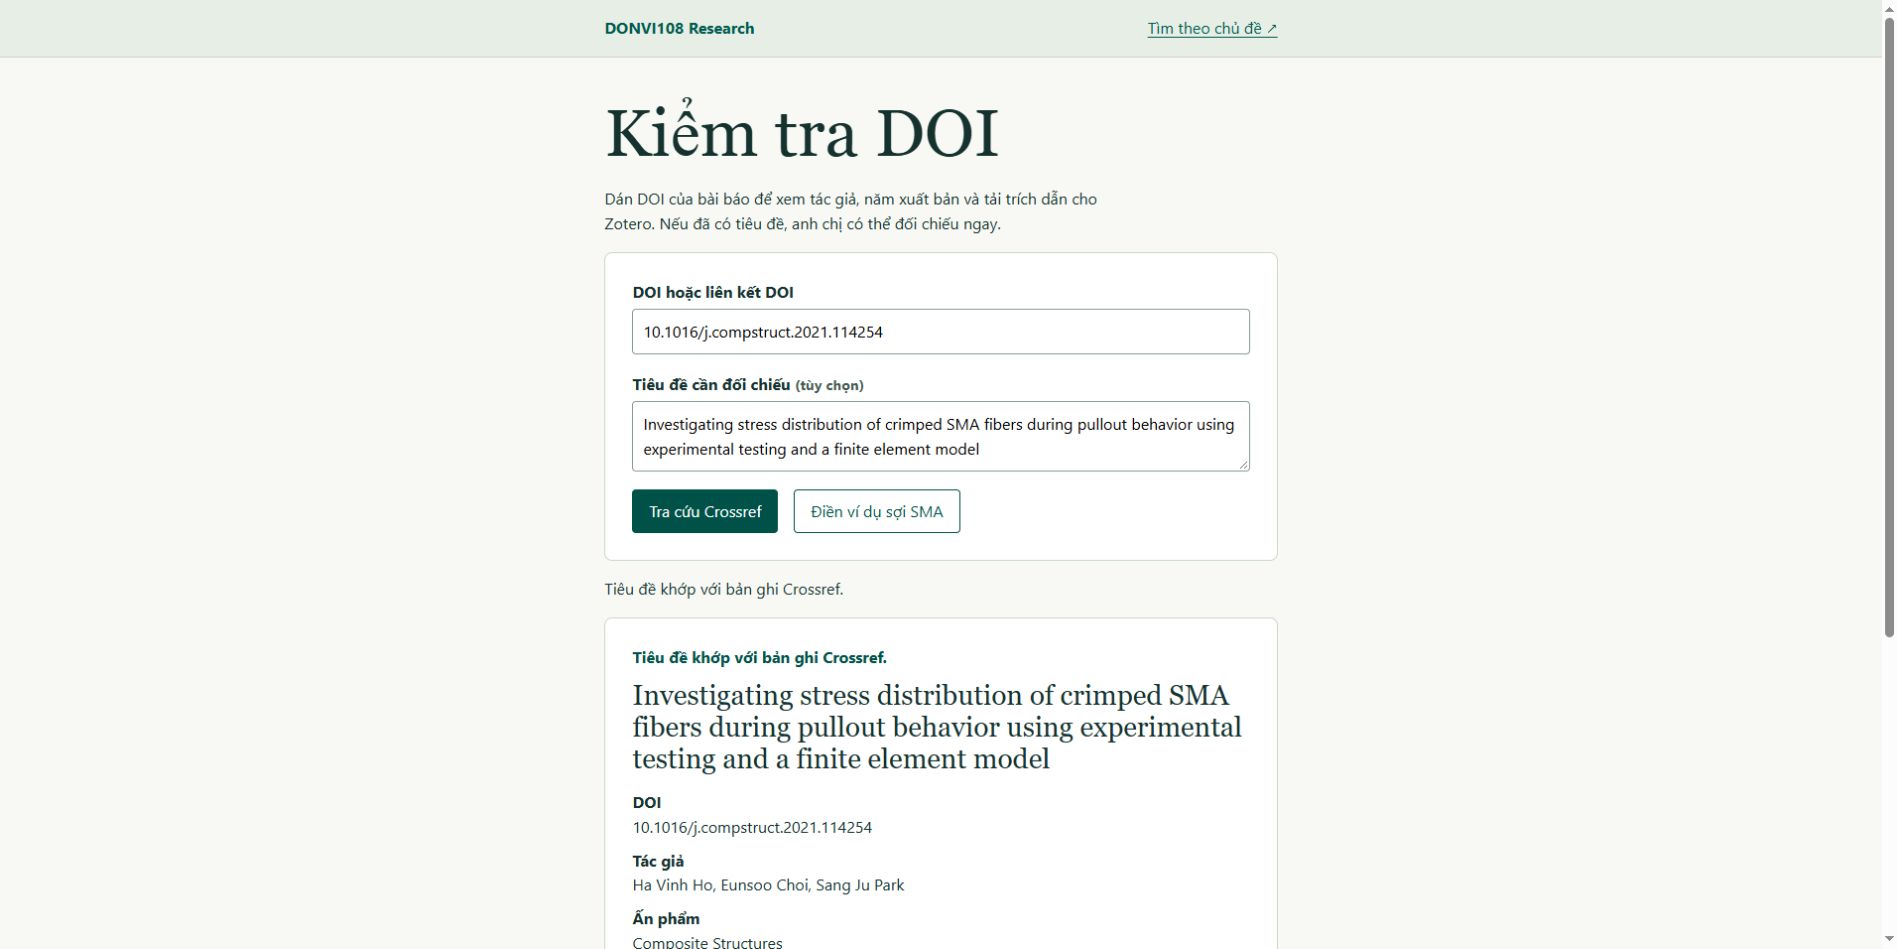 DONVI108 Research
Tìm theo chủ đề ↗
Kiểm tra DOI
Dán DOI của bài báo để xem tác giả, năm xuất bản và tải trích dẫn cho
Zotero. Nếu đã có tiêu đề, anh chị có thể đối chiếu ngay.
DOI hoặc liên kết DOI
10.1016/j.compstruct.2021.114254
Tiêu đề cần đối chiếu (tùy chọn)
Investigating stress distribution of crimped SMA fibers during pullout behavior using
experimental testing and a finite element model
Tra cứu Crossref
Điền ví dụ sợi SMA
Tiêu đề khớp với bản ghi Crossref.
Tiêu đề khớp với bản ghi Crossref.
Investigating stress distribution of crimped SMA
fibers during pullout behavior using experimental
testing and a finite element model
DOI
10.1016/j.compstruct.2021.114254
Tác giả
Ha Vinh Ho, Eunsoo Choi, Sang Ju Park
Ấn phẩm
Composite Structures